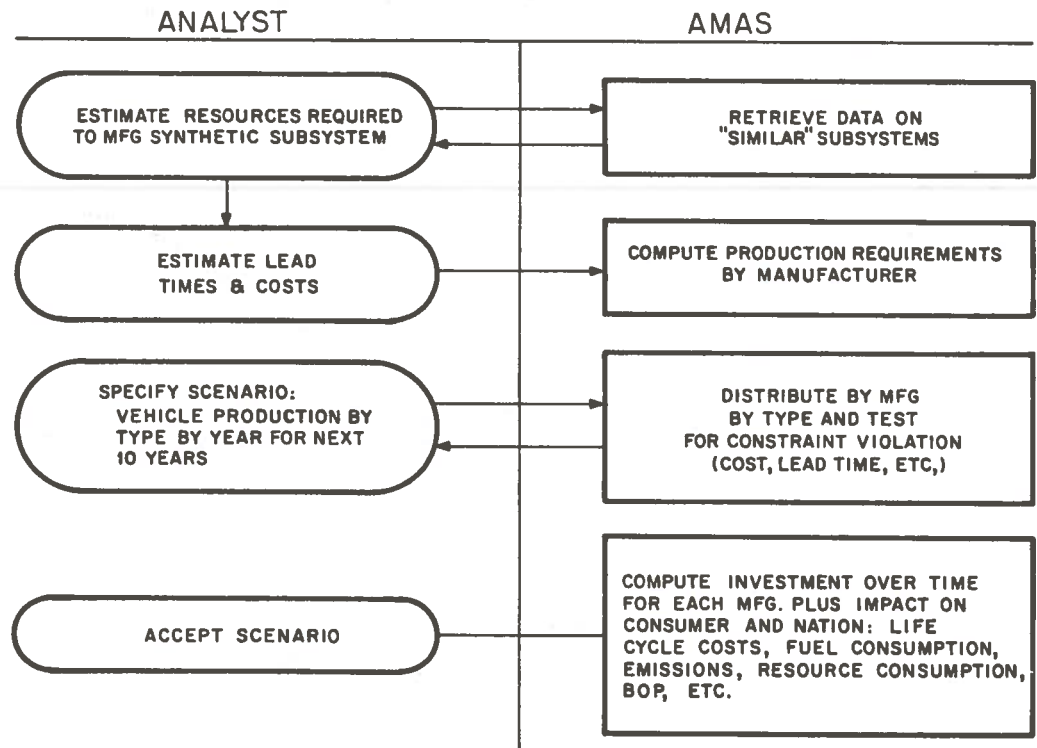 ANALYST
AMAS
ESTIMATE RESOURCES REQUIRED
TO MFG SYNTHETIC SUBSYSTEM
RETRIEVE DATA ON
"SIMILAR" SUBSYSTEMS
ESTIMATE LEAD
TIMES & COSTS
COMPUTE PRODUCTION REQUIREMENTS
BY MANUFACTURER
SPECIFY SCENARIO:
VEHICLE PRODUCTION BY
TYPE BY YEAR FOR NEXT
10 YEARS
DISTRIBUTE BY MFG
BY TYPE AND TEST
FOR CONSTRAINT VIOLATION
(COST, LEAD TIME, ETC,)
ACCEPT SCENARIO
COMPUTE INVESTMENT OVER TIME
FOR EACH MFG. PLUS IMPACT ON
CONSUMER AND NATION: LIFE
CYCLE COSTS, FUEL CONSUMPTION,
EMISSIONS, RESOURCE CONSUMPTION,
BOP, ETC.